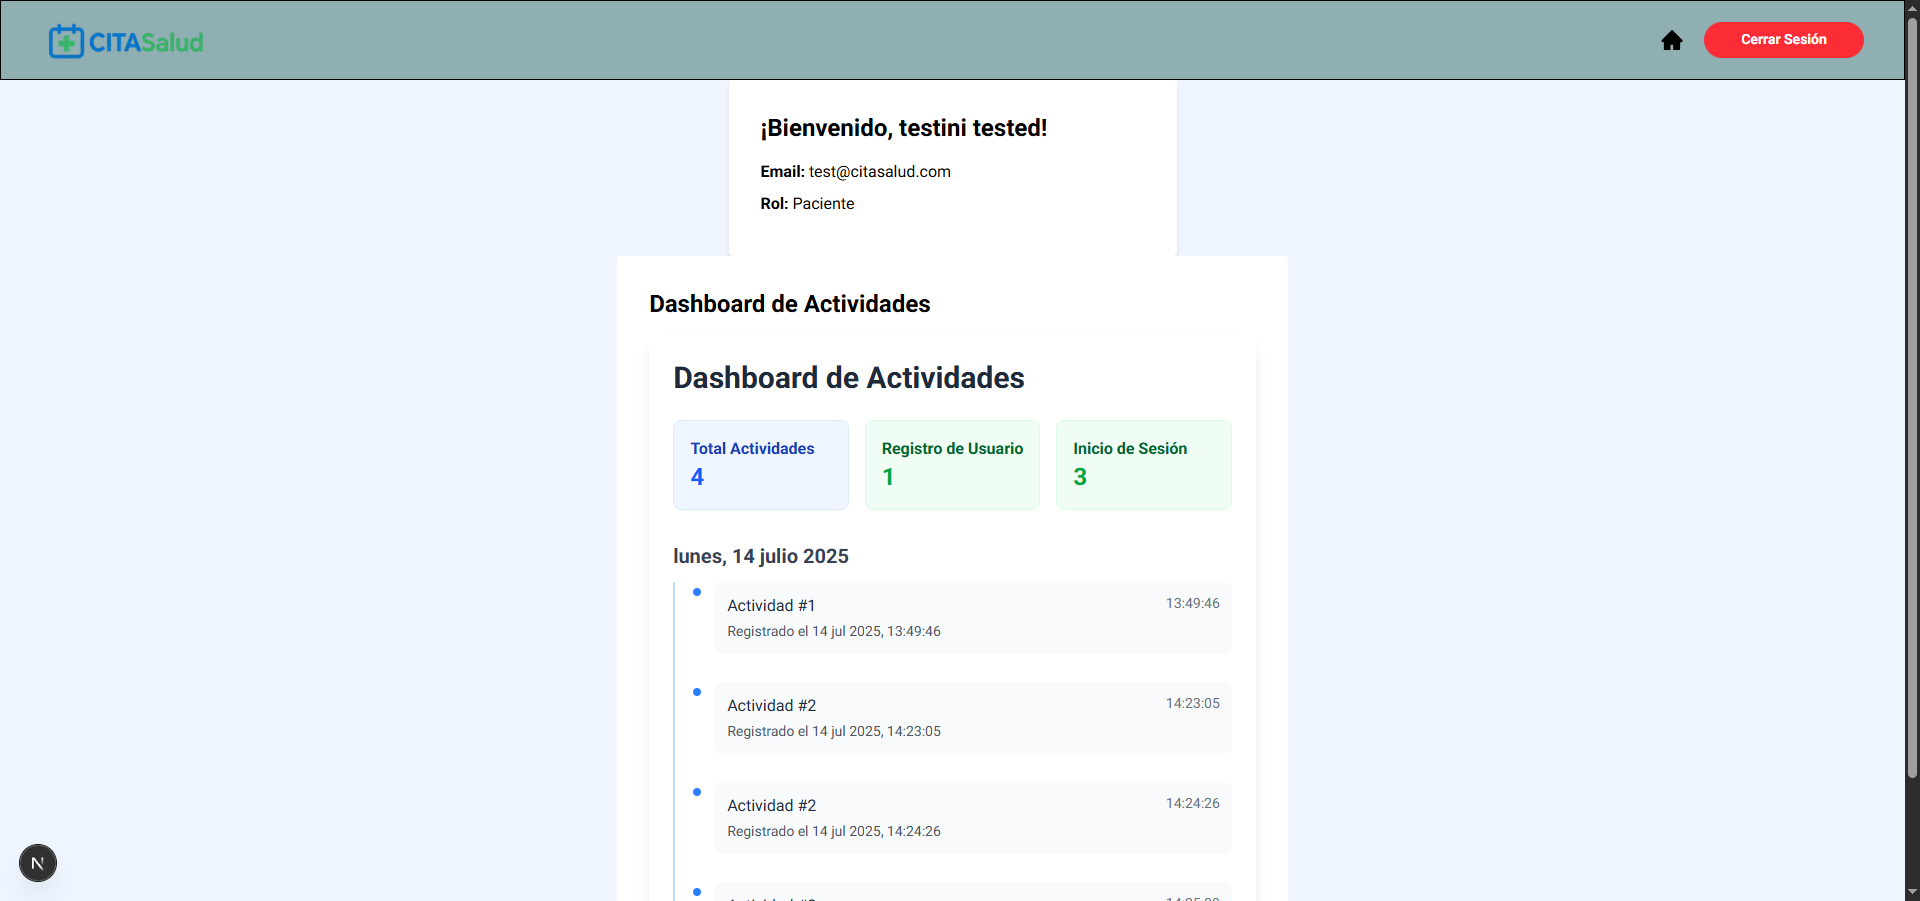 CITASalud
Cerrar Sesión
¡Bienvenido, testini tested!
Email: test@citasalud.com
Rol: Paciente
Dashboard de Actividades
Dashboard de Actividades
Total Actividades
4
Registro de Usuario
1
Inicio de Sesión
3
lunes, 14 julio 2025
Actividad #1
13:49:46
Registrado el 14 jul 2025, 13:49:46
Actividad #2
14:23:05
Registrado el 14 jul 2025, 14:23:05
Actividad #2
14:24:26
Registrado el 14 jul 2025, 14:24:26
N